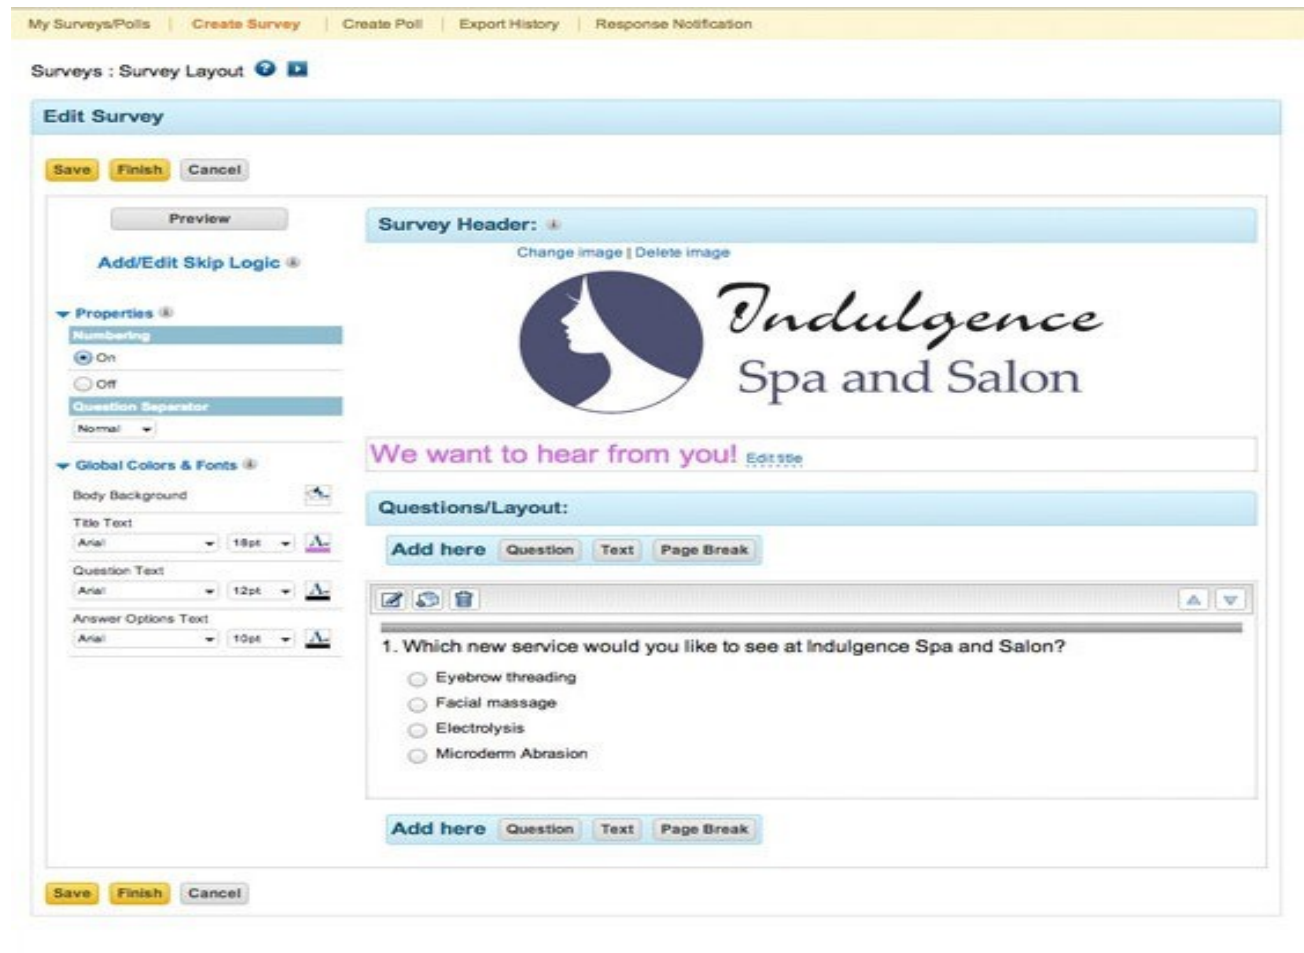 My Surveys/Polls | Create Survey | Create Poll | Export History | Response Notification
Surveys : Survey Layout ?
Edit Survey
Save Finish Cancel
Preview
Add/Edit Skip Logic
Properties
Numbering
On
Off
Question Separator
Normal
Global Colors & Fonts
Body Background
Title Text
Arial 18pt A
Question Text
Arial 12pt A
Answer Options Text
Arial 10pt A
Survey Header:
Change image | Delete image
Indulgence
Spa and Salon
We want to hear from you! Edit title
Questions/Layout:
Add here Question Text Page Break
1. Which new service would you like to see at Indulgence Spa and Salon?
Eyebrow threading
Facial massage
Electrolysis
Microderm Abrasion
Add here Question Text Page Break
Save Finish Cancel